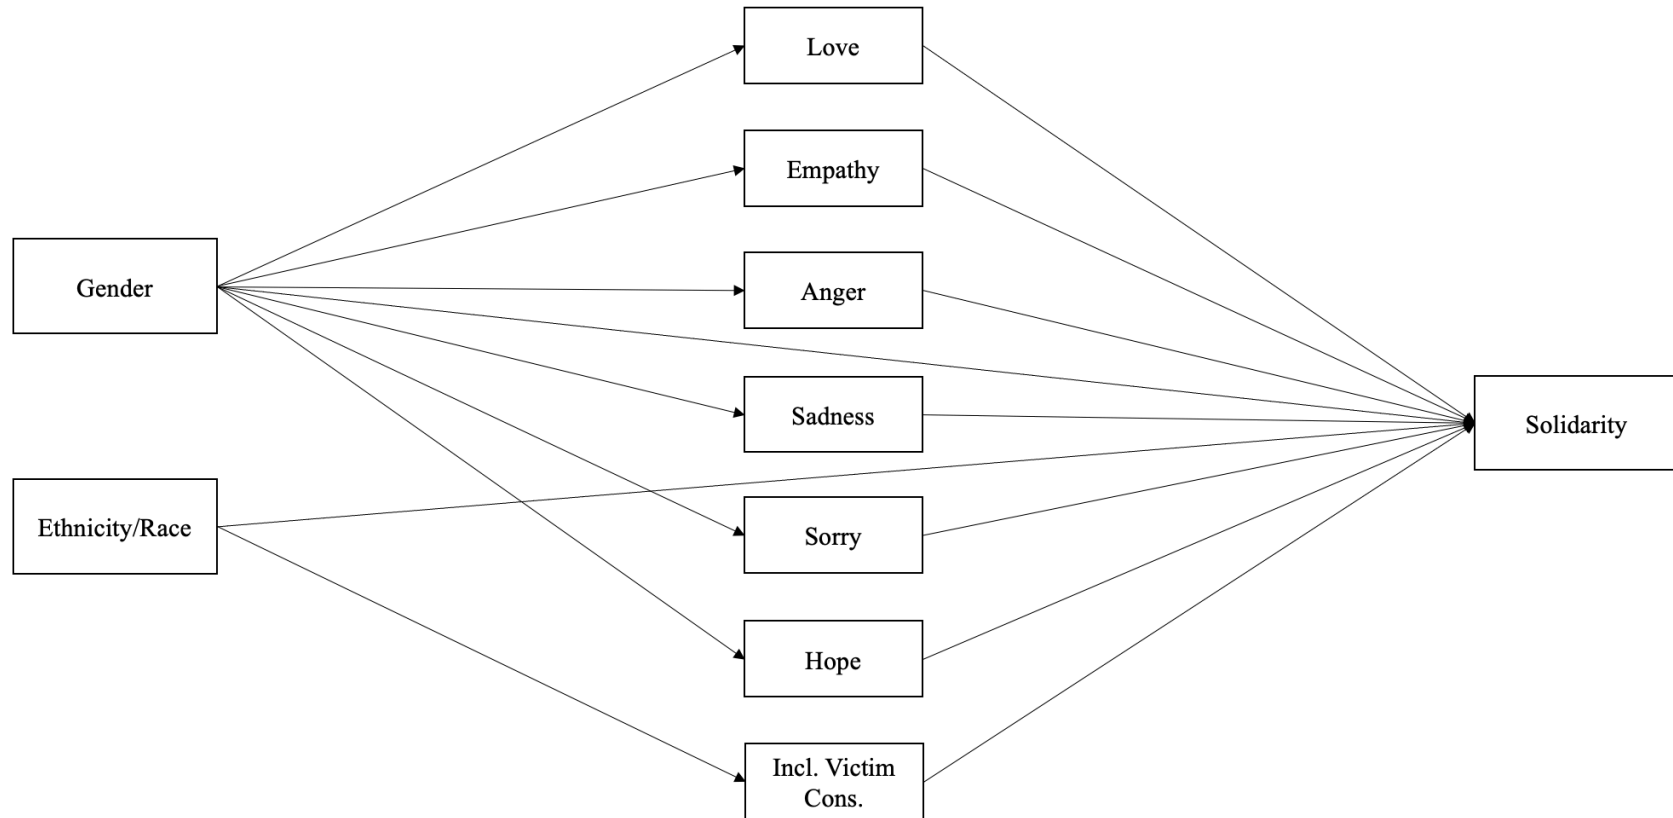 Love
Empathy
Gender
Anger
Sadness
Solidarity
Ethnicity/Race
Sorry
Hope
Incl. Victim
Cons.